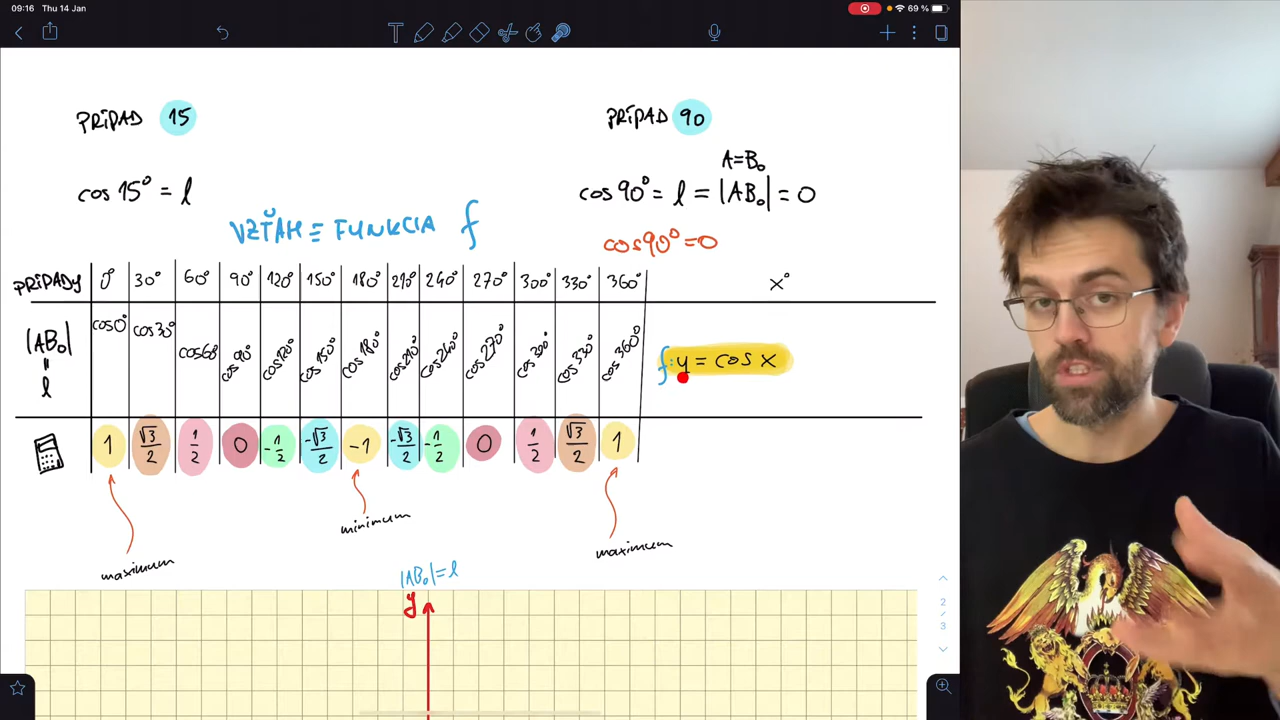 09:16 Thu 14 Jan
69 %
PRÍPAD 15
PRÍPAD 90
A=B₀
cos 15° = l
cos 90° = l = |AB₀| = 0
VZŤAH ≡ FUNKCIA f
cos 90° = 0
PRÍPADY 0° 30° 60° 90° 120° 150° 180° 210° 240° 270° 300° 330° 360° x°
|AB₀| = l cos 0° cos 30° cos 60 cos 90° cos 120° cos 150° cos 180° cos 210° cos 240° cos 270° cos 300° cos 330° cos 360° f: y = cos x
1 √3/2 1/2 0 -1/2 -√3/2 -1 -√3/2 -1/2 0 1/2 √3/2 1
minimum
maximum
maximum
|AB₀| = l
y
2
/
3